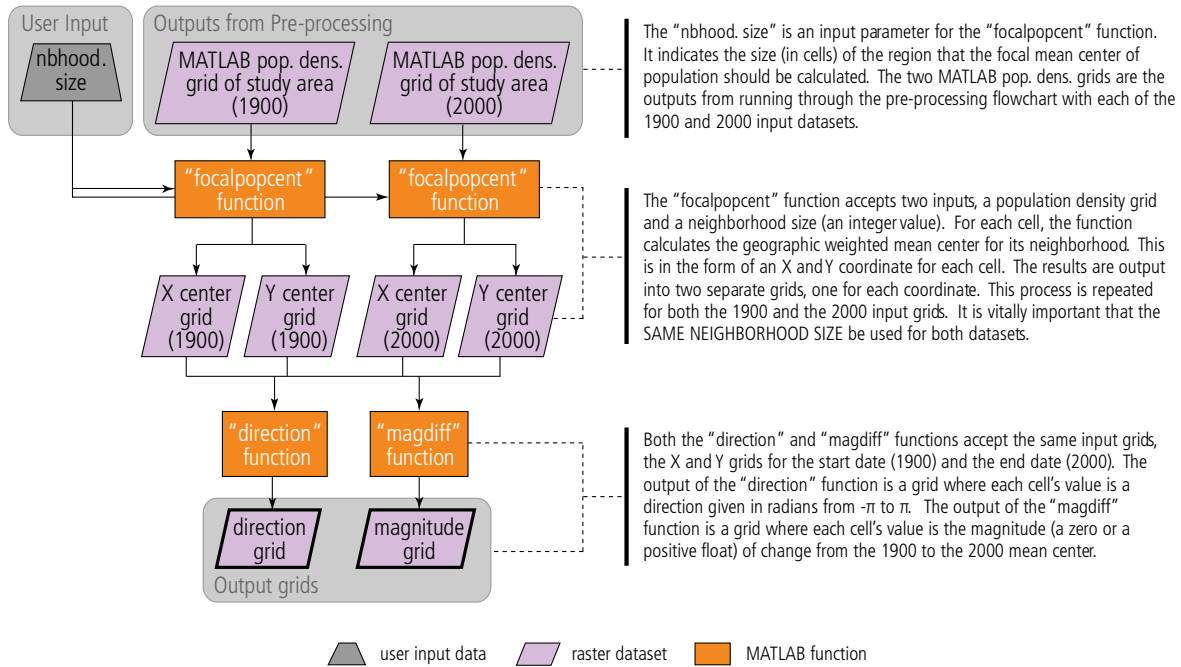 User Input
nbhood.
size
Outputs from Pre-processing
MATLAB pop. dens.
grid of study area
(1900)
MATLAB pop. dens.
grid of study area
(2000)
The “nbhood. size” is an input parameter for the “focalpopcent” function.
It indicates the size (in cells) of the region that the focal mean center of
population should be calculated. The two MATLAB pop. dens. grids are the
outputs from running through the pre-processing flowchart with each of the
1900 and 2000 input datasets.
“focalpopcent”
function
“focalpopcent”
function
The “focalpopcent” function accepts two inputs, a population density grid
and a neighborhood size (an integer value). For each cell, the function
calculates the geographic weighted mean center for its neighborhood. This
is in the form of an X and Y coordinate for each cell. The results are output
into two separate grids, one for each coordinate. This process is repeated
for both the 1900 and the 2000 input grids. It is vitally important that the
SAME NEIGHBORHOOD SIZE be used for both datasets.
X center
grid
(1900)
Y center
grid
(1900)
X center
grid
(2000)
Y center
grid
(2000)
“direction”
function
“magdiff”
function
Both the “direction” and “magdiff” functions accept the same input grids,
the X and Y grids for the start date (1900) and the end date (2000). The
output of the “direction” function is a grid where each cell’s value is a
direction given in radians from -π to π. The output of the “magdiff”
function is a grid where each cell’s value is the magnitude (a zero or a
positive float) of change from the 1900 to the 2000 mean center.
direction
grid
magnitude
grid
Output grids
user input data
raster dataset
MATLAB function